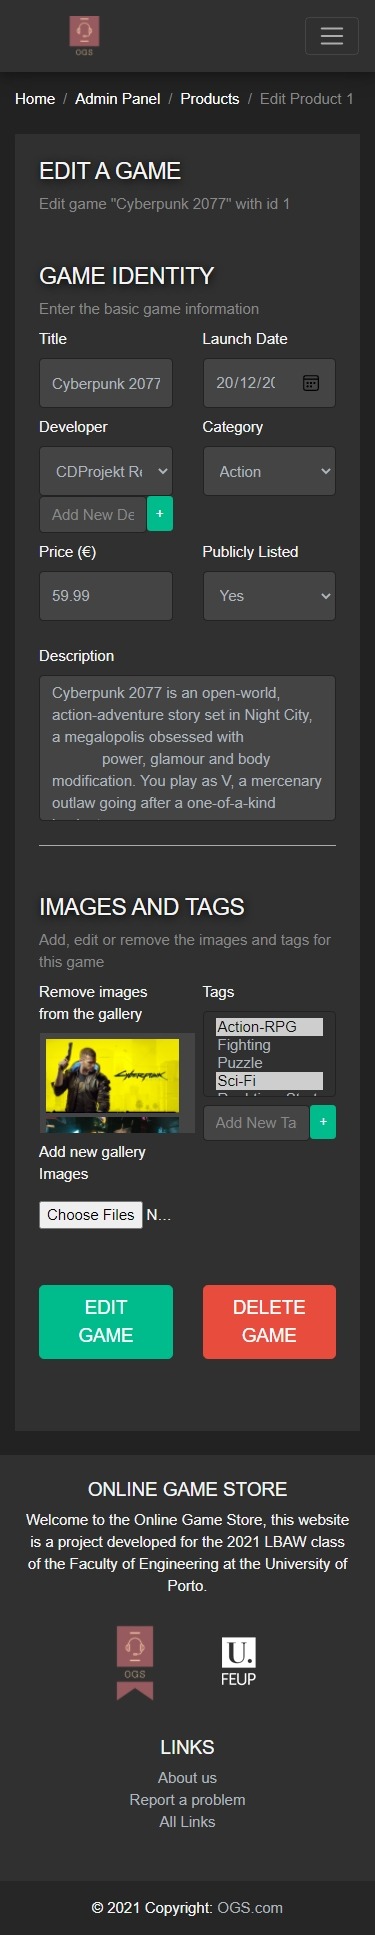 OGS
Home / Admin Panel / Products / Edit Product 1
EDIT A GAME
Edit game "Cyberpunk 2077" with id 1
GAME IDENTITY
Enter the basic game information
Title Launch Date
Cyberpunk 2077 20/12/20
Developer Category
CDProjekt Re Action
Add New De +
Price (€) Publicly Listed
59.99 Yes
Description
Cyberpunk 2077 is an open-world,
action-adventure story set in Night City,
a megalopolis obsessed with
power, glamour and body
modification. You play as V, a mercenary
outlaw going after a one-of-a-kind
IMAGES AND TAGS
Add, edit or remove the images and tags for
this game
Remove images
from the gallery
Tags
CYBERPUNK
Action-RPG
Fighting
Puzzle
Sci-Fi
Add New Ta +
Add new gallery
Images
Choose Files N...
EDIT
GAME
DELETE
GAME
ONLINE GAME STORE
Welcome to the Online Game Store, this website
is a project developed for the 2021 LBAW class
of the Faculty of Engineering at the University of
Porto.
OGS
U.
FEUP
LINKS
About us
Report a problem
All Links
© 2021 Copyright: OGS.com